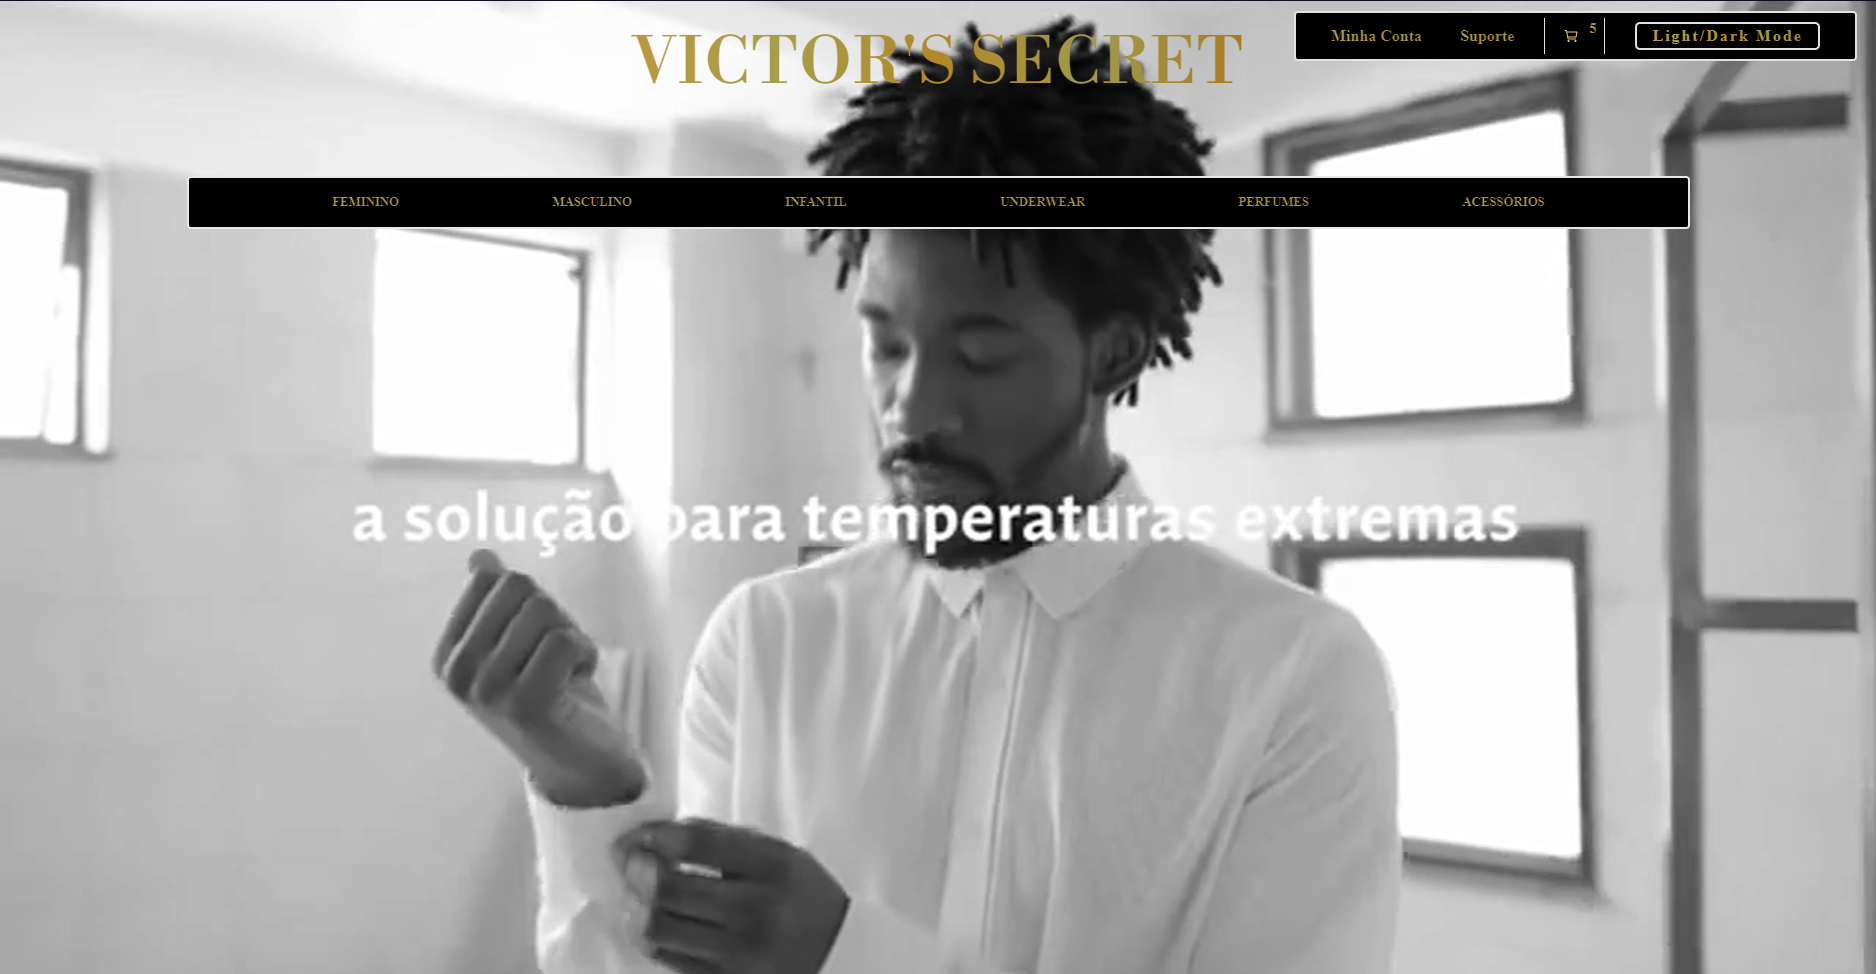 VICTOR'S SECRET
Minha Conta Suporte 5 Light/Dark Mode
FEMININO MASCULINO INFANTIL UNDERWEAR PERFUMES ACESSÓRIOS
a solução para temperaturas extremas